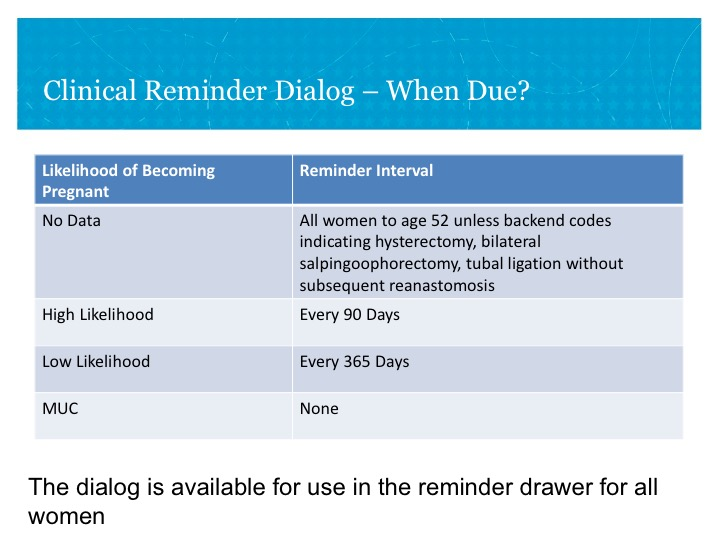 Clinical Reminder Dialog – When Due?
Likelihood of Becoming
Pregnant
Reminder Interval
No Data
All women to age 52 unless backend codes
indicating hysterectomy, bilateral
salpingoophorectomy, tubal ligation without
subsequent reanastomosis
High Likelihood
Every 90 Days
Low Likelihood
Every 365 Days
MUC
None
The dialog is available for use in the reminder drawer for all
women